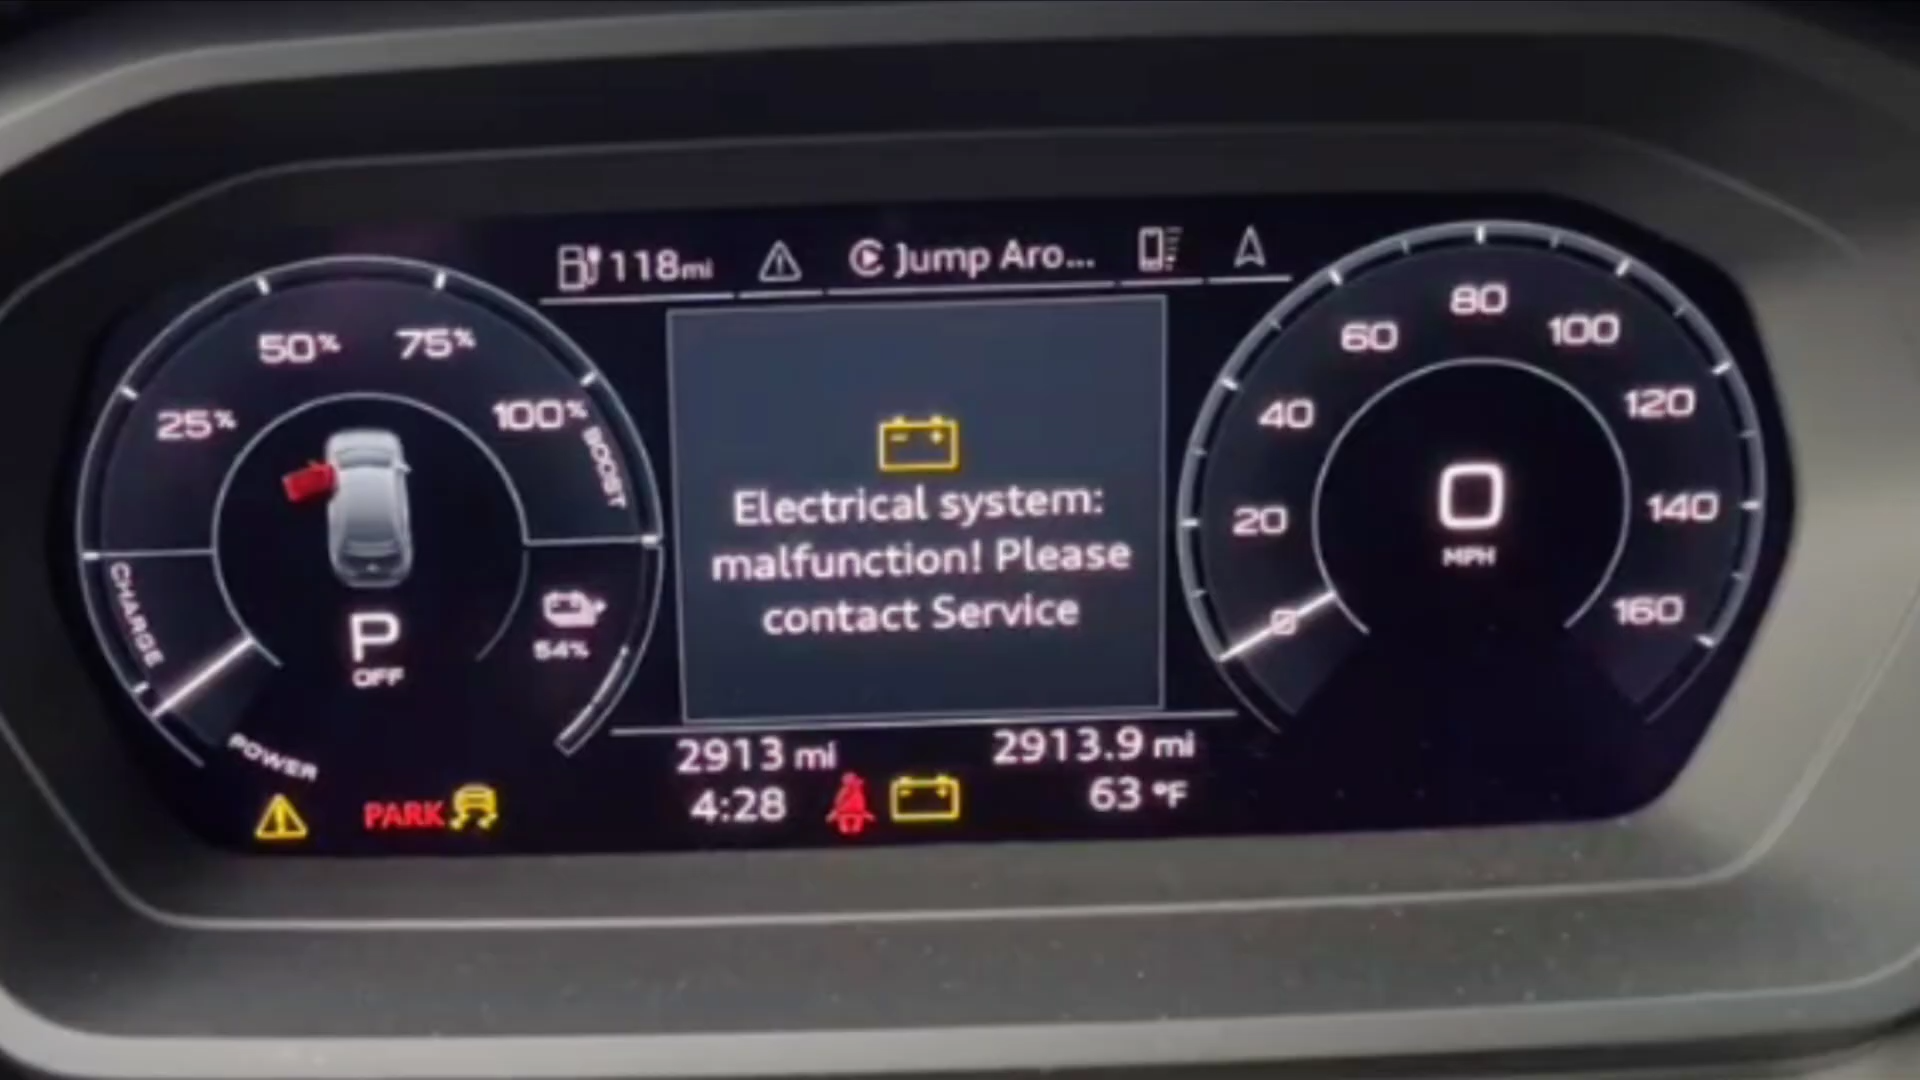 118mi
Jump Aro...
25%
50%
75%
100%
BOOST
CHARGE
P
OFF
54%
POWER
Electrical system:
malfunction! Please
contact Service
0
20
40
60
80
100
120
140
160
0
MPH
2913 mi
2913.9 mi
PARK
4:28
63 °F